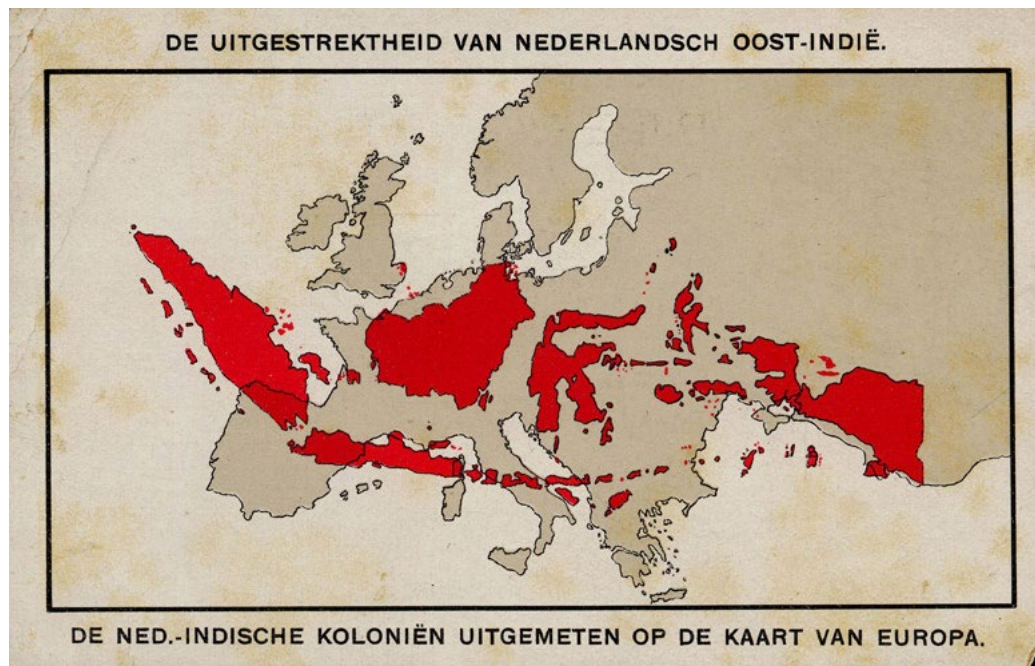 DE UITGESTREKTHEID VAN NEDERLANDSCH OOST-INDIË.
DE NED.-INDISCHE KOLONIËN UITGEMETEN OP DE KAART VAN EUROPA.